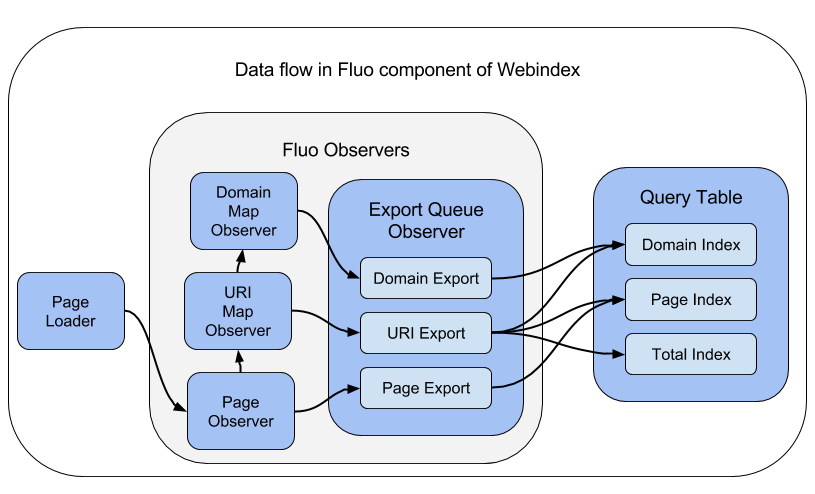 Data flow in Fluo component of Webindex
Fluo Observers
Domain
Map
Observer
URI
Map
Observer
Page
Observer
Page
Loader
Export Queue
Observer
Domain Export
URI Export
Page Export
Query Table
Domain Index
Page Index
Total Index